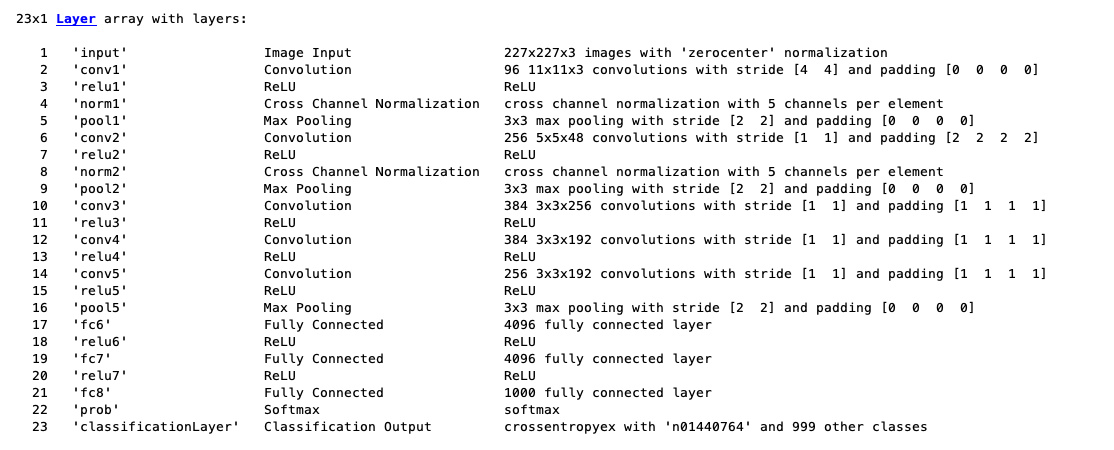 23x1 Layer array with layers:
1 'input' Image Input 227x227x3 images with 'zerocenter' normalization
2 'conv1' Convolution 96 11x11x3 convolutions with stride [4 4] and padding [0 0 0 0]
3 'relu1' ReLU ReLU
4 'norm1' Cross Channel Normalization cross channel normalization with 5 channels per element
5 'pool1' Max Pooling 3x3 max pooling with stride [2 2] and padding [0 0 0 0]
6 'conv2' Convolution 256 5x5x48 convolutions with stride [1 1] and padding [2 2 2 2]
7 'relu2' ReLU ReLU
8 'norm2' Cross Channel Normalization cross channel normalization with 5 channels per element
9 'pool2' Max Pooling 3x3 max pooling with stride [2 2] and padding [0 0 0 0]
10 'conv3' Convolution 384 3x3x256 convolutions with stride [1 1] and padding [1 1 1 1]
11 'relu3' ReLU ReLU
12 'conv4' Convolution 384 3x3x192 convolutions with stride [1 1] and padding [1 1 1 1]
13 'relu4' ReLU ReLU
14 'conv5' Convolution 256 3x3x192 convolutions with stride [1 1] and padding [1 1 1 1]
15 'relu5' ReLU ReLU
16 'pool5' Max Pooling 3x3 max pooling with stride [2 2] and padding [0 0 0 0]
17 'fc6' Fully Connected 4096 fully connected layer
18 'relu6' ReLU ReLU
19 'fc7' Fully Connected 4096 fully connected layer
20 'relu7' ReLU ReLU
21 'fc8' Fully Connected 1000 fully connected layer
22 'prob' Softmax softmax
23 'classificationLayer' Classification Output crossentropyex with 'n01440764' and 999 other classes